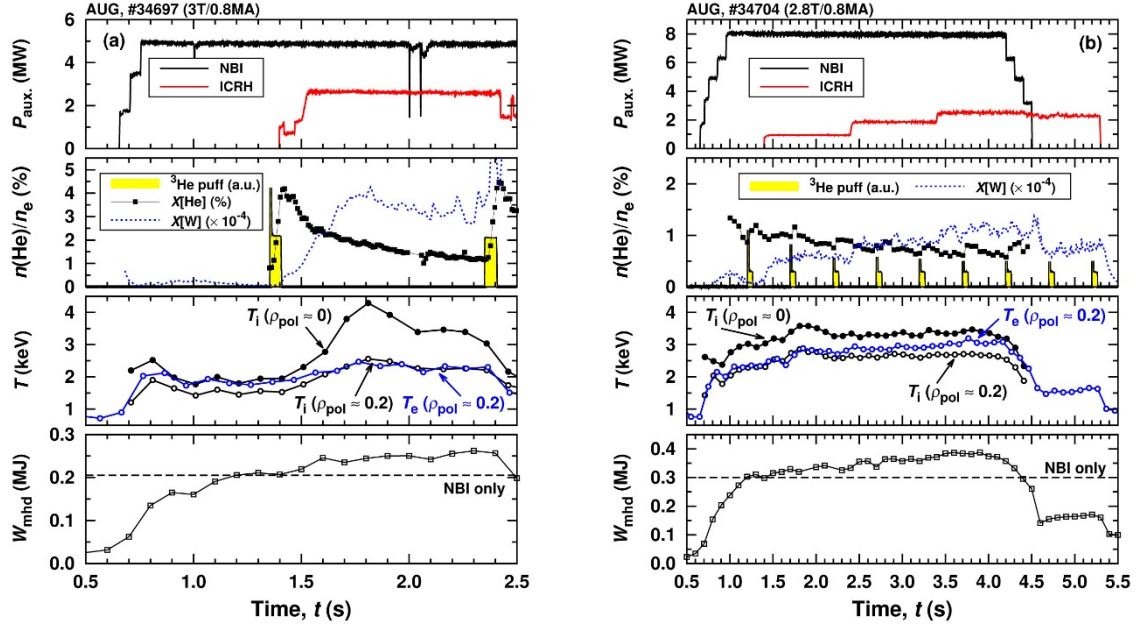 AUG, #34697 (3T/0.8MA)
(a)
P_aux. (MW)
6
4
2
0
NBI
ICRH
n(He)/n_e (%)
5
4
3
2
1
0
³He puff (a.u.)
X[He] (%)
X[W] (× 10⁻⁴)
T (keV)
4
3
2
1
T_i (ρ_pol ≈ 0)
T_i (ρ_pol ≈ 0.2)
T_e (ρ_pol ≈ 0.2)
W_mhd (MJ)
0.3
0.2
0.1
0.0
NBI only
0.5
1.0
1.5
2.0
2.5
Time, t (s)
AUG, #34704 (2.8T/0.8MA)
(b)
P_aux. (MW)
8
6
4
2
0
NBI
ICRH
n(He)/n_e (%)
2
1
0
³He puff (a.u.)
X[W] (× 10⁻⁴)
T (keV)
4
3
2
1
T_i (ρ_pol ≈ 0)
T_e (ρ_pol ≈ 0.2)
T_i (ρ_pol ≈ 0.2)
W_mhd (MJ)
0.4
0.3
0.2
0.1
0.0
NBI only
0.5
1.0
1.5
2.0
2.5
3.0
3.5
4.0
4.5
5.0
5.5
Time, t (s)